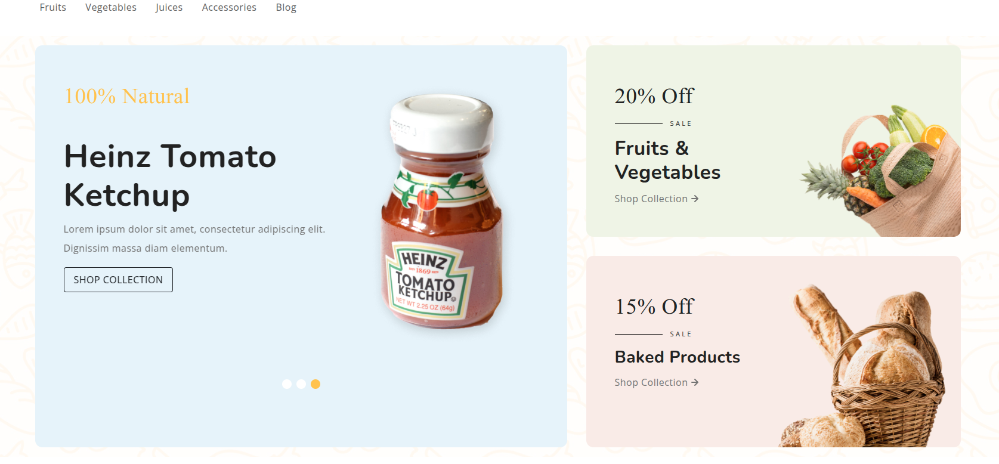 Fruits Vegetables Juices Accessories Blog
100% Natural
Heinz Tomato
Ketchup
Lorem ipsum dolor sit amet, consectetur adipiscing elit.
Dignissim massa diam elementum.
SHOP COLLECTION
HEINZ
ESTD 1869 ESTD
TOMATO
KETCHUP
NET WT 2.25 OZ (64g)
20% Off
SALE
Fruits &
Vegetables
Shop Collection →
15% Off
SALE
Baked Products
Shop Collection →